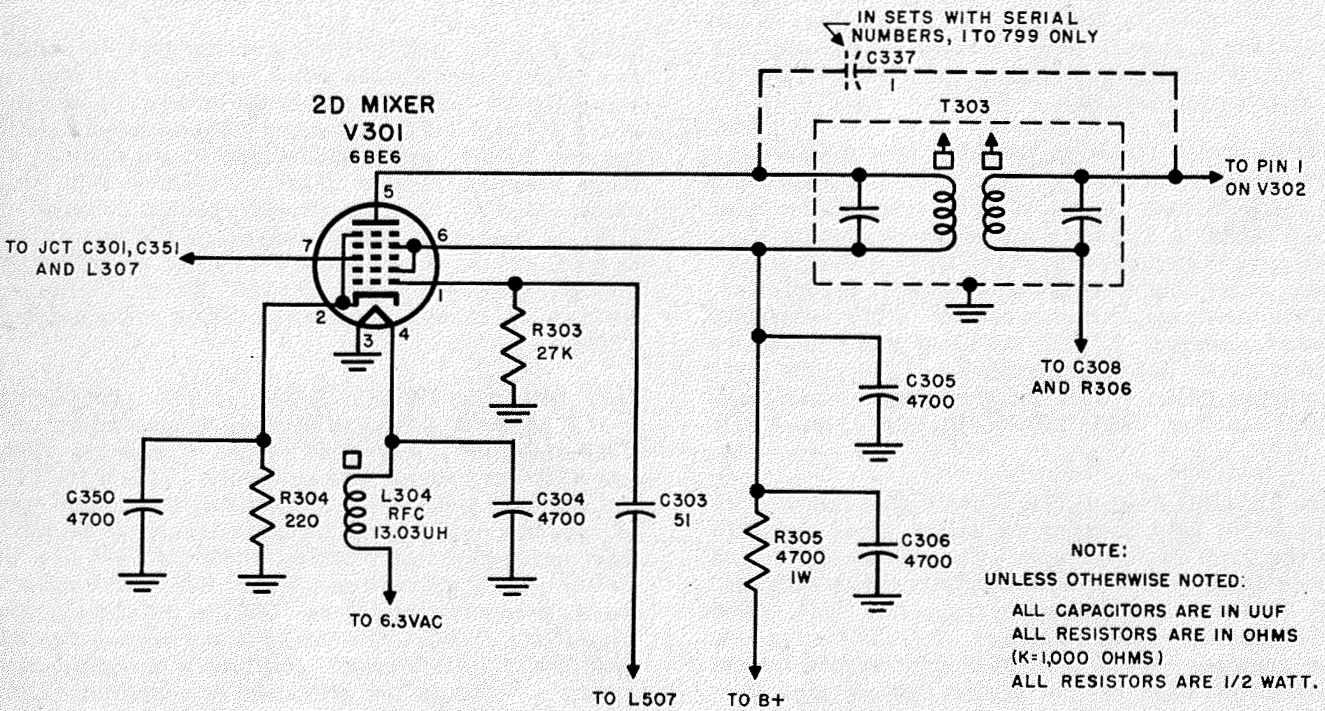 IN SETS WITH SERIAL
NUMBERS, 1 TO 799 ONLY
C337
1
2D MIXER
V301
6BE6
T303
5
7
6
1
2
3
4
TO JCT C301, C351
AND L307
TO PIN 1
ON V302
R303
27K
C305
4700
TO C308
AND R306
C350
4700
R304
220
L304
RFC
13.03UH
C304
4700
C303
51
R305
4700
1W
C306
4700
TO 6.3VAC
TO L507
TO B+
NOTE:
UNLESS OTHERWISE NOTED:
ALL CAPACITORS ARE IN UUF
ALL RESISTORS ARE IN OHMS
(K=1,000 OHMS)
ALL RESISTORS ARE 1/2 WATT.